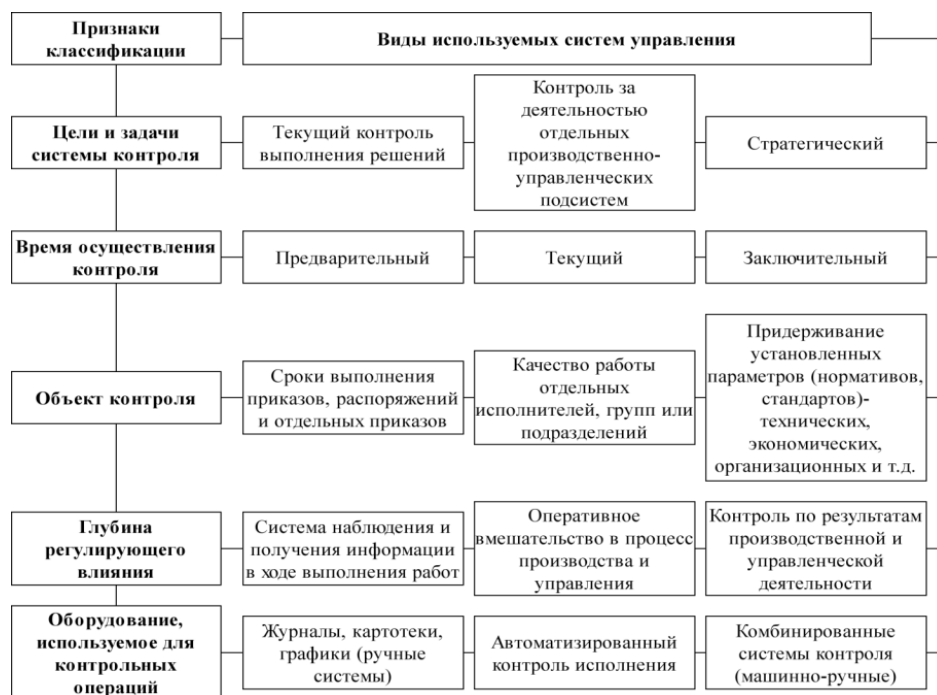 Признаки
классификации
Виды используемых систем управления
Цели и задачи
системы контроля
Текущий контроль
выполнения решений
Контроль за
деятельностью
отдельных
производственно-
управленческих
подсистем
Стратегический
Время осуществления
контроля
Предварительный
Текущий
Заключительный
Объект контроля
Сроки выполнения
приказов, распоряжений
и отдельных приказов
Качество работы
отдельных
исполнителей, групп или
подразделений
Придерживание
установленных
параметров (нормативов,
стандартов)-
технических,
экономических,
организационных и т.д.
Глубина
регулирующего
влияния
Система наблюдения и
получения информации
в ходе выполнения работ
Оперативное
вмешательство в процесс
производства и
управления
Контроль по результатам
производственной и
управленческой
деятельности
Оборудование,
используемое для
контрольных
операций
Журналы, картотеки,
графики (ручные
системы)
Автоматизированный
контроль исполнения
Комбинированные
системы контроля
(машинно-ручные)